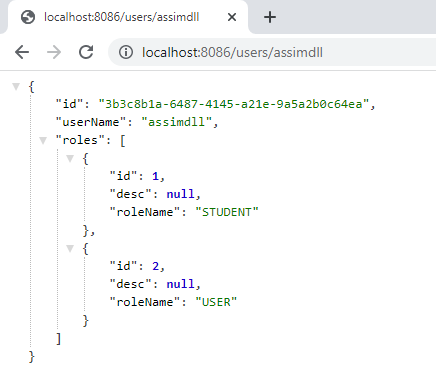 localhost:8086/users/assimdll
localhost:8086/users/assimdll
{
"id": "3b3c8b1a-6487-4145-a21e-9a5a2b0c64ea",
"userName": "assimdll",
"roles": [
{
"id": 1,
"desc": null,
"roleName": "STUDENT"
},
{
"id": 2,
"desc": null,
"roleName": "USER"
}
]
}